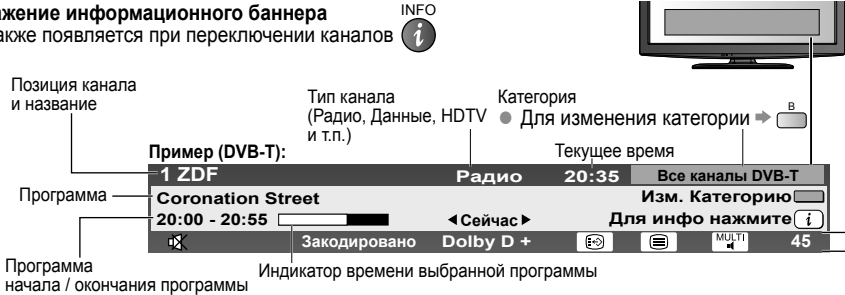 ажение информационного баннера
INFO
акже появляется при переключении каналов i
Позиция канала
и название
Тип канала
(Радио, Данные, HDTV
и т.п.)
Категория
● Для изменения категории ➡ B
Пример (DVB-T):
Текущее время
1 ZDF Радио 20:35 Все каналы DVB-T
Программа
Coronation Street Изм. Категорию
20:00 - 20:55 ◄Сейчас► Для инфо нажмите i
Закодировано Dolby D + MULTI 45
Программа
начала / окончания программы
Индикатор времени выбранной программы